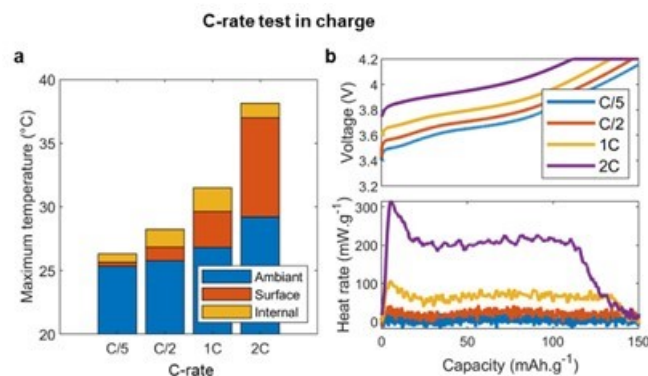 C-rate test in charge
a
40
35
30
25
20
Maximum temperature (°C)
Ambiant
Surface
Internal
C/5 C/2 1C 2C
C-rate
b
4.2
4
3.8
3.6
3.4
3.2
Voltage (V)
C/5
C/2
1C
2C
300
200
100
0
Heat rate (mW.g⁻¹)
0 50 100 150
Capacity (mAh.g⁻¹)